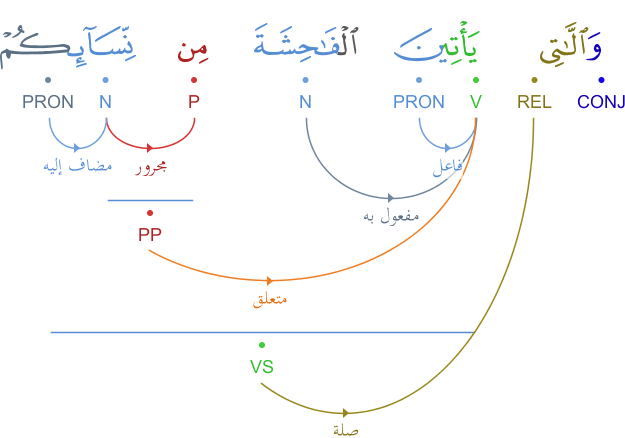 وَٱلَّٰتِى يَأْتِينَ ٱلْفَٰحِشَةَ مِن نِّسَآئِكُمْ
CONJ REL V PRON N P N PRON
فاعل مجرور مضاف إليه
مفعول به
PP
متعلق
VS
صلة